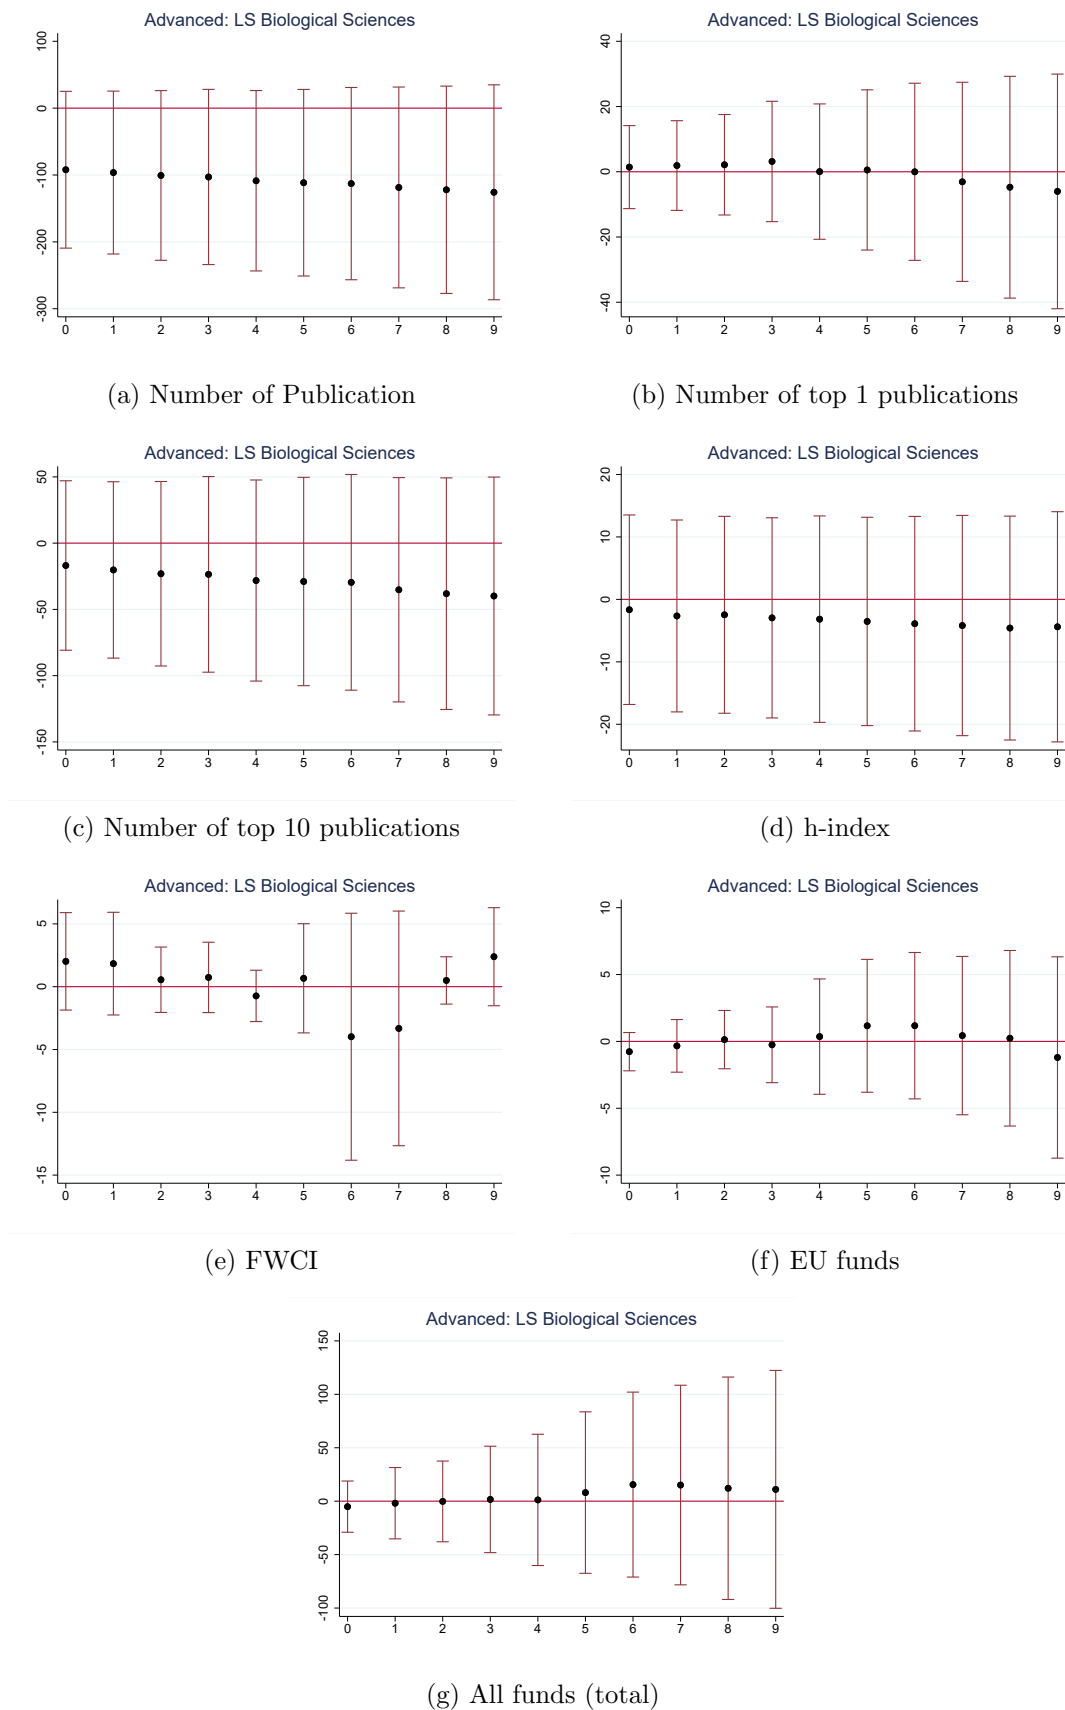 Advanced: LS Biological Sciences
100
0
-100
-200
-300
0 1 2 3 4 5 6 7 8 9
(a) Number of Publication
Advanced: LS Biological Sciences
40
20
0
20
-40
0 1 2 3 4 5 6 7 8 9
(b) Number of top 1 publications
Advanced: LS Biological Sciences
50
0
-50
-100
-150
0 1 2 3 4 5 6 7 8 9
(c) Number of top 10 publications
Advanced: LS Biological Sciences
20
10
0
-10
-20
0 1 2 3 4 5 6 7 8 9
(d) h-index
Advanced: LS Biological Sciences
5
0
-5
-10
-15
0 1 2 3 4 5 6 7 8 9
(e) FWCI
Advanced: LS Biological Sciences
10
5
0
-5
-10
0 1 2 3 4 5 6 7 8 9
(f) EU funds
Advanced: LS Biological Sciences
150
100
50
0
-50
-100
0 1 2 3 4 5 6 7 8 9
(g) All funds (total)